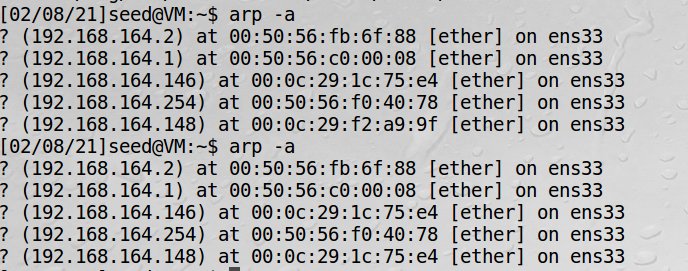 [02/08/21]seed@VM:~$ arp -a
? (192.168.164.2) at 00:50:56:fb:6f:88 [ether] on ens33
? (192.168.164.1) at 00:50:56:c0:00:08 [ether] on ens33
? (192.168.164.146) at 00:0c:29:1c:75:e4 [ether] on ens33
? (192.168.164.254) at 00:50:56:f0:40:78 [ether] on ens33
? (192.168.164.148) at 00:0c:29:f2:a9:9f [ether] on ens33
[02/08/21]seed@VM:~$ arp -a
? (192.168.164.2) at 00:50:56:fb:6f:88 [ether] on ens33
? (192.168.164.1) at 00:50:56:c0:00:08 [ether] on ens33
? (192.168.164.146) at 00:0c:29:1c:75:e4 [ether] on ens33
? (192.168.164.254) at 00:50:56:f0:40:78 [ether] on ens33
? (192.168.164.148) at 00:0c:29:1c:75:e4 [ether] on ens33